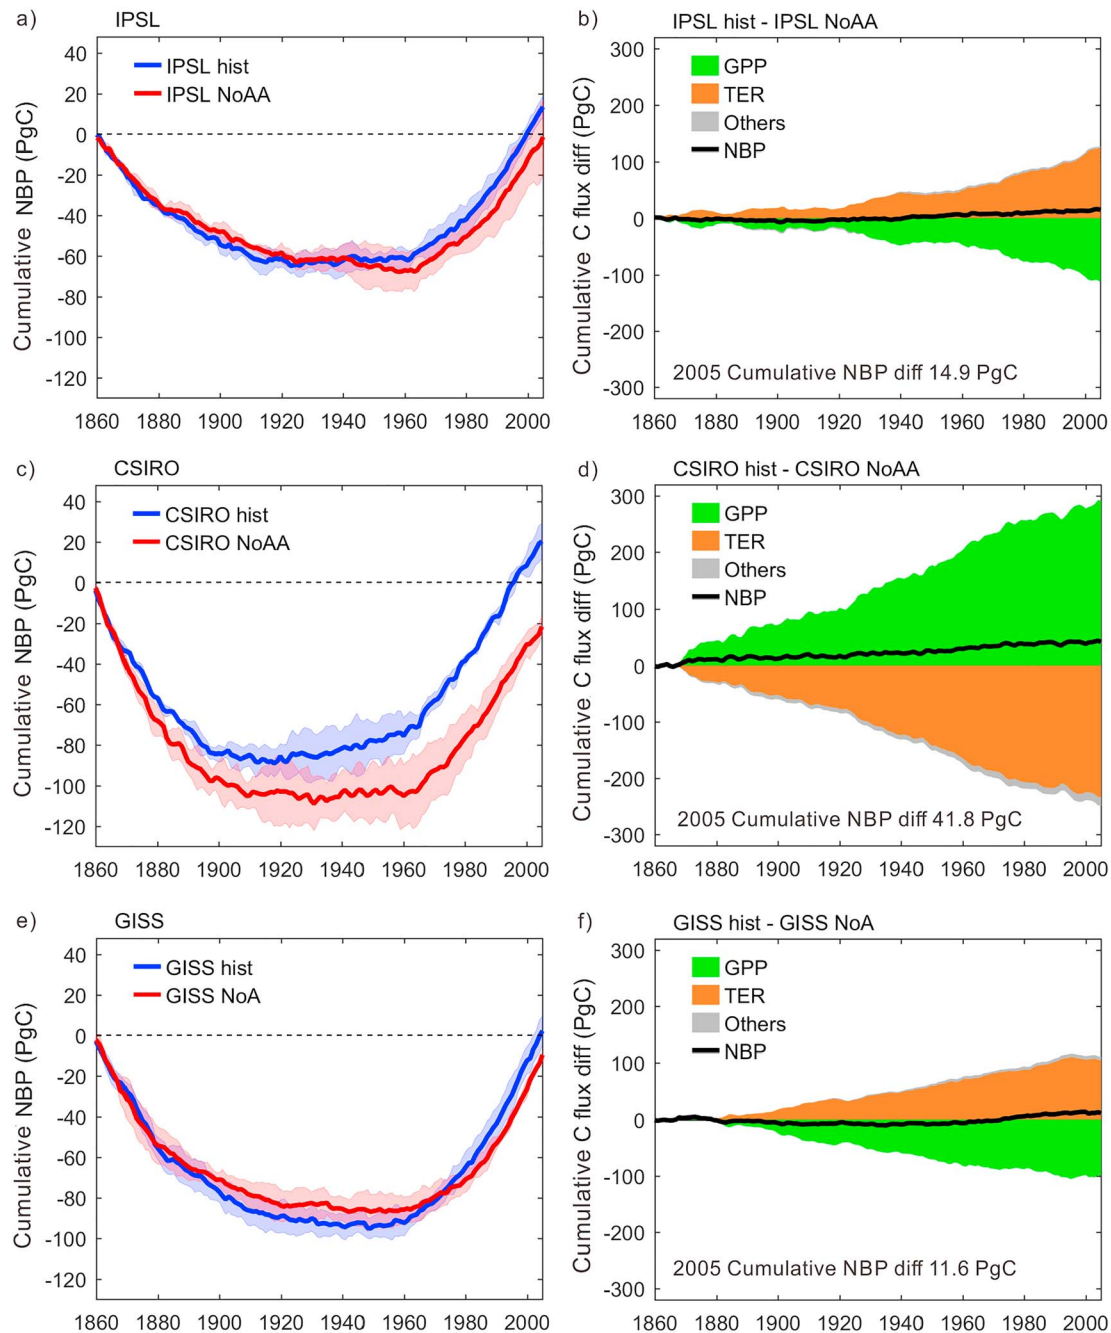 a) IPSL
IPSL hist
IPSL NoAA
Cumulative NBP (PgC)
40
20
0
-20
-40
-60
-80
-100
-120
1860 1880 1900 1920 1940 1960 1980 2000
b) IPSL hist - IPSL NoAA
GPP
TER
Others
NBP
Cumulative C flux diff (PgC)
300
200
100
0
-100
-200
-300
2005 Cumulative NBP diff 14.9 PgC
1860 1880 1900 1920 1940 1960 1980 2000
c) CSIRO
CSIRO hist
CSIRO NoAA
Cumulative NBP (PgC)
40
20
0
-20
-40
-60
-80
-100
-120
1860 1880 1900 1920 1940 1960 1980 2000
d) CSIRO hist - CSIRO NoAA
GPP
TER
Others
NBP
Cumulative C flux diff (PgC)
300
200
100
0
-100
-200
-300
2005 Cumulative NBP diff 41.8 PgC
1860 1880 1900 1920 1940 1960 1980 2000
e) GISS
GISS hist
GISS NoA
Cumulative NBP (PgC)
40
20
0
-20
-40
-60
-80
-100
-120
1860 1880 1900 1920 1940 1960 1980 2000
f) GISS hist - GISS NoA
GPP
TER
Others
NBP
Cumulative C flux diff (PgC)
300
200
100
0
-100
-200
-300
2005 Cumulative NBP diff 11.6 PgC
1860 1880 1900 1920 1940 1960 1980 2000